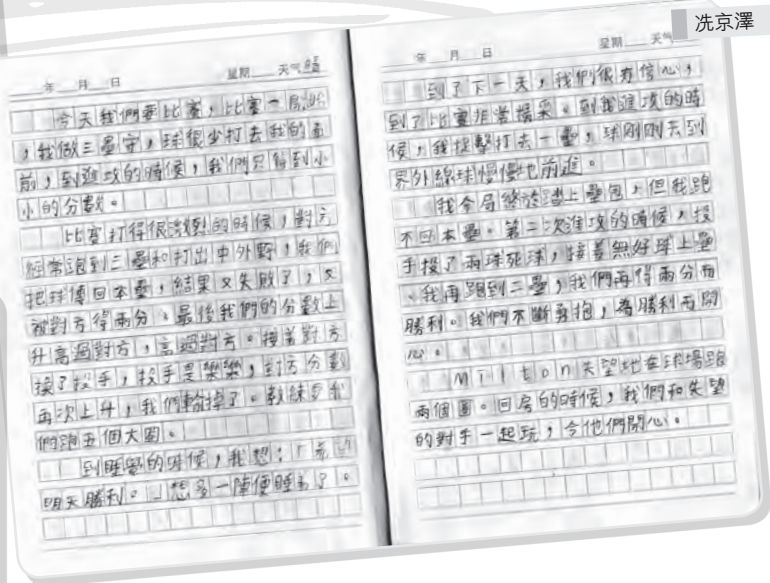 冼京澤
年 月 日 星期 天气
今天我們要比賽,比賽一開始
,我做三壘守,球很少打去我的面
前,到進攻的時候,我們只得到小
小的分數。
比賽打得很激烈的時候,對方
經常跑到三壘和打出中外野,我們
把球傳回本壘,結果又失敗了,又
被對方得兩分。最後我們的分數上
升高過對方,高過對方。接着對方
換了投手,投手是樂樂,對方分數
再次上升,我們輸掉了。教練要我
們跑五個大圈。
到睡覺的時候,我想:「希望
明天勝利。」想多一陣便睡着了。
年 月 日 星期 天气
到了下一天,我們很有信心,
到了比賽非常精采。到我進攻的時
候,我捉擊打去一壘,球剛剛去到
界外線球慢慢地前進。
我今局終於踏上壘包,但我跑
不回本壘。第二次進攻的時候,投
手投了兩球死球,接着無好球上壘
、我再跑到二壘,我們再得兩分而
勝利。我們不斷勇抱,為勝利而開
心。
Milton失望地在球場跑
兩個圈。回房的時候,我們和失望
的對手一起玩,令他們開心。